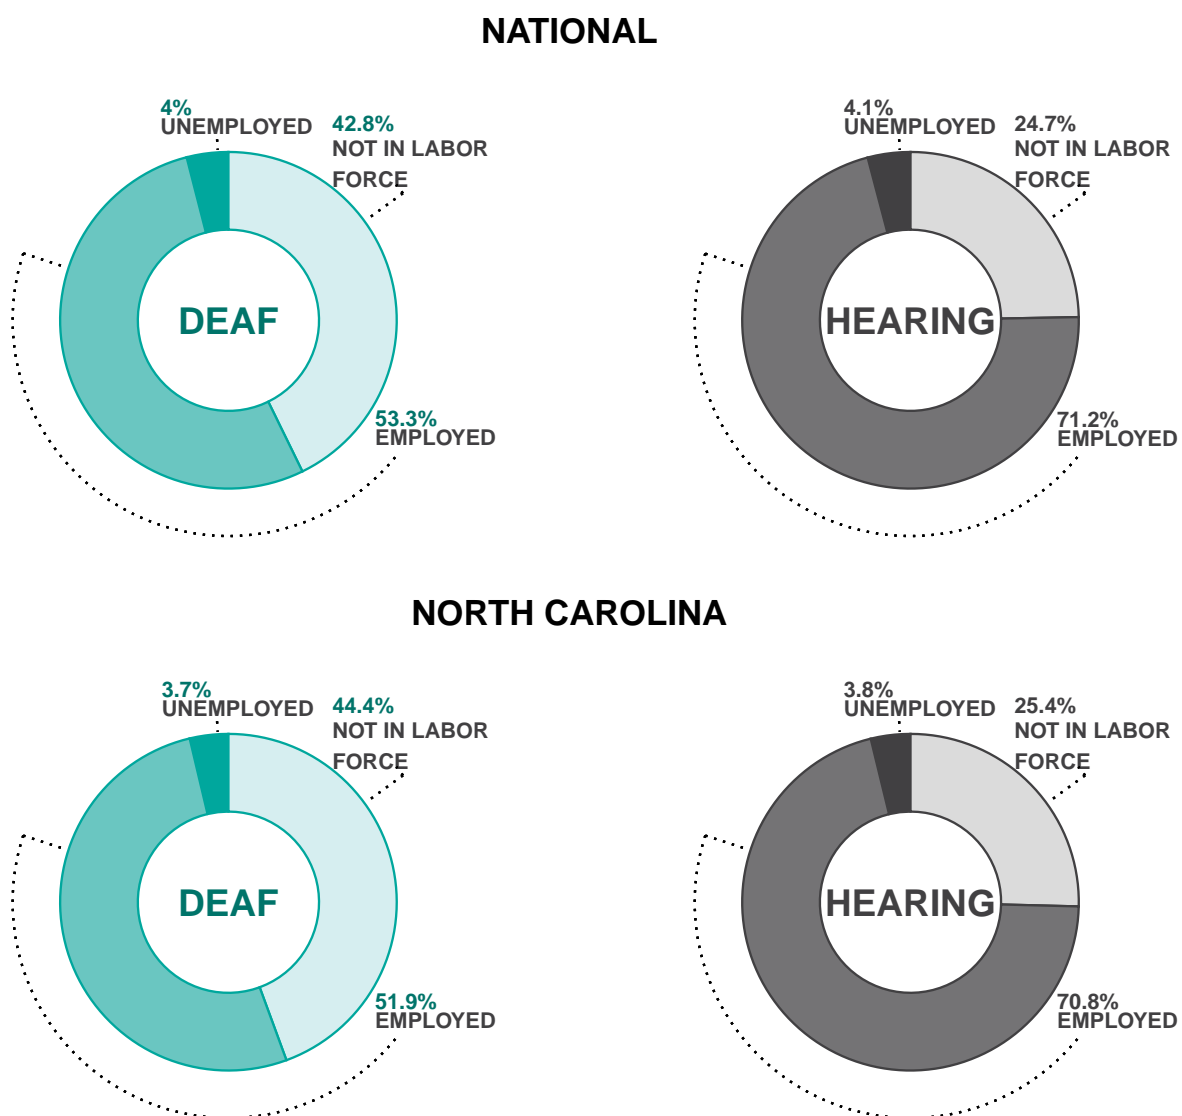 NATIONAL
4%
UNEMPLOYED
42.8%
NOT IN LABOR
FORCE
DEAF
53.3%
EMPLOYED
4.1%
UNEMPLOYED
24.7%
NOT IN LABOR
FORCE
HEARING
71.2%
EMPLOYED
NORTH CAROLINA
3.7%
UNEMPLOYED
44.4%
NOT IN LABOR
FORCE
DEAF
51.9%
EMPLOYED
3.8%
UNEMPLOYED
25.4%
NOT IN LABOR
FORCE
HEARING
70.8%
EMPLOYED